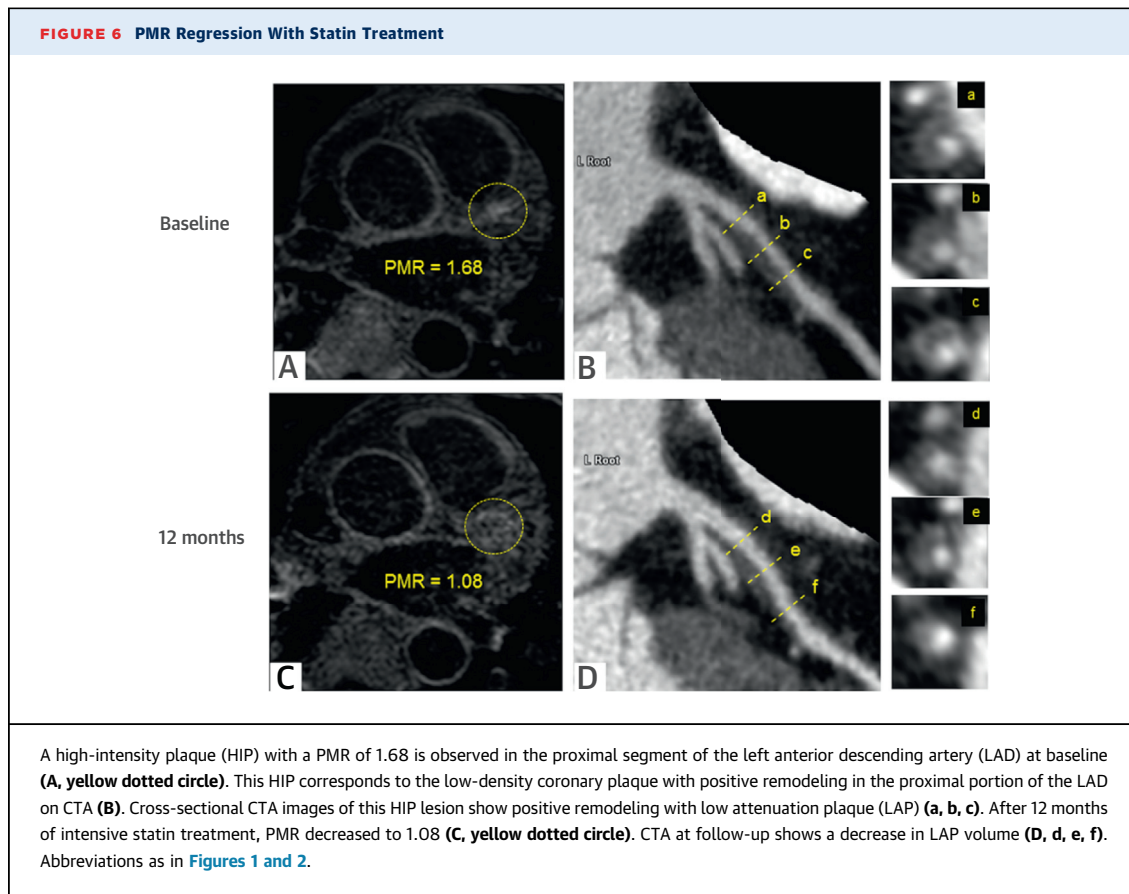 FIGURE 6 PMR Regression With Statin Treatment
Baseline
PMR = 1.68
A
L Root
a
b
c
B
a
b
c
12 months
PMR = 1.08
C
L Root
d
e
f
D
d
e
f
A high-intensity plaque (HIP) with a PMR of 1.68 is observed in the proximal segment of the left anterior descending artery (LAD) at baseline
(A, yellow dotted circle). This HIP corresponds to the low-density coronary plaque with positive remodeling in the proximal portion of the LAD
on CTA (B). Cross-sectional CTA images of this HIP lesion show positive remodeling with low attenuation plaque (LAP) (a, b, c). After 12 months
of intensive statin treatment, PMR decreased to 1.08 (C, yellow dotted circle). CTA at follow-up shows a decrease in LAP volume (D, d, e, f).
Abbreviations as in Figures 1 and 2.